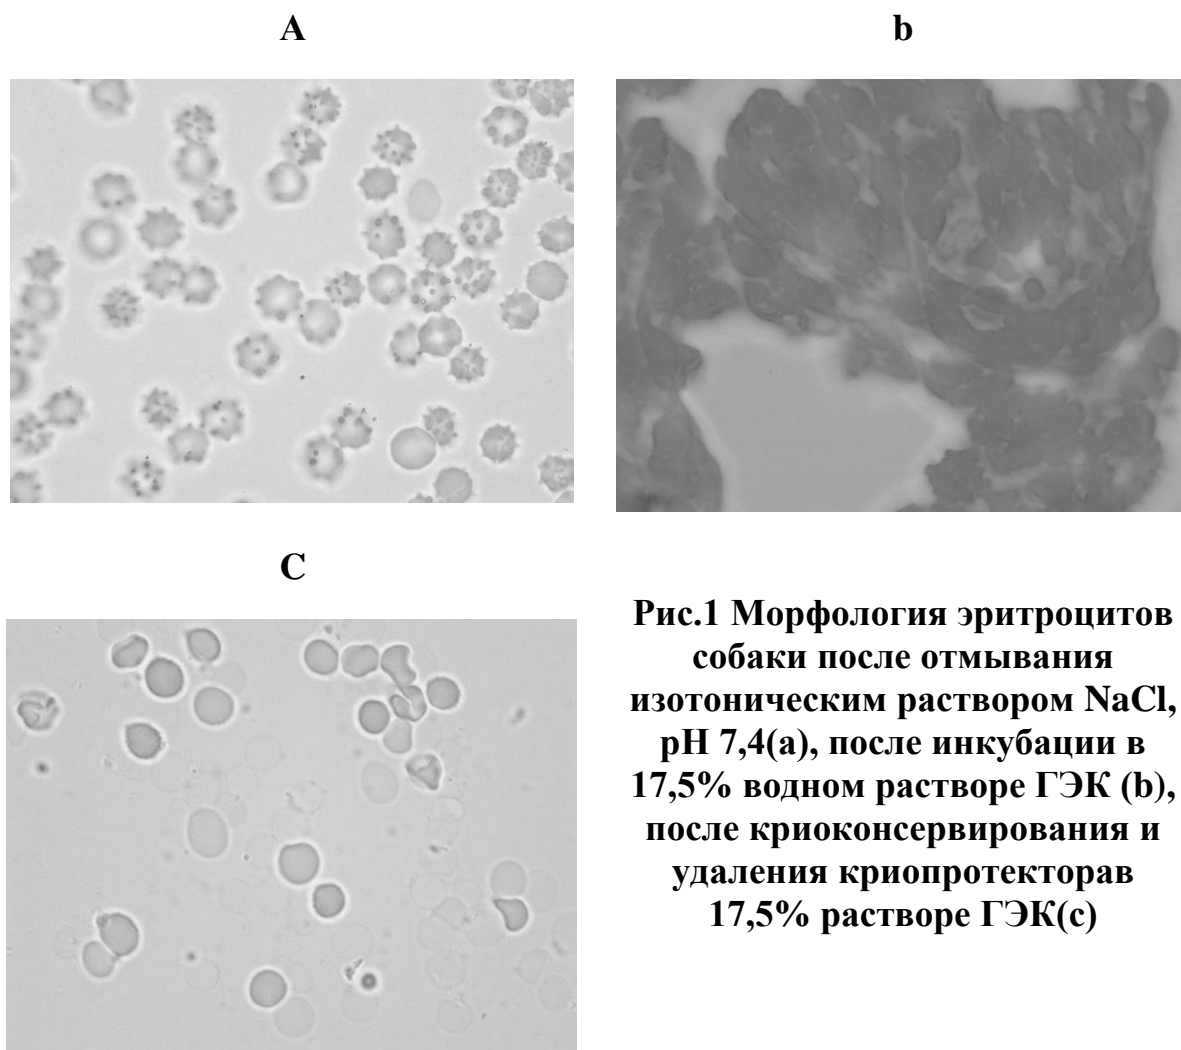 A
b
C
Рис.1 Морфология эритроцитов
собаки после отмывания
изотоническим раствором NaCl,
pH 7,4(a), после инкубации в
17,5% водном растворе ГЭК (b),
после криоконсервирования и
удаления криопротекторав
17,5% растворе ГЭК(c)